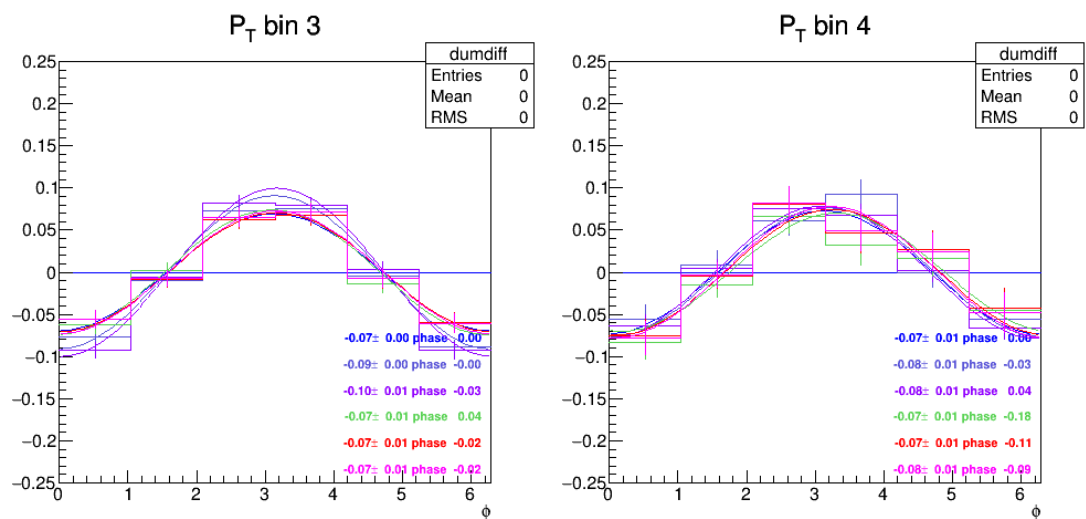 P_T bin 3
dumdiff
Entries 0
Mean 0
RMS 0
0.25
0.2
0.15
0.1
0.05
0
−0.05
−0.1
−0.15
−0.2
−0.25
-0.07± 0.00 phase 0.00
-0.09± 0.00 phase -0.00
-0.10± 0.01 phase -0.03
-0.07± 0.01 phase 0.04
-0.07± 0.01 phase -0.02
-0.07± 0.01 phase -0.02
0 1 2 3 4 5 6
ϕ
P_T bin 4
dumdiff
Entries 0
Mean 0
RMS 0
0.25
0.2
0.15
0.1
0.05
0
−0.05
−0.1
−0.15
−0.2
−0.25
-0.07± 0.01 phase 0.00
-0.08± 0.01 phase -0.03
-0.08± 0.01 phase 0.04
-0.07± 0.01 phase -0.18
-0.07± 0.01 phase -0.11
-0.08± 0.01 phase -0.09
0 1 2 3 4 5 6
ϕ